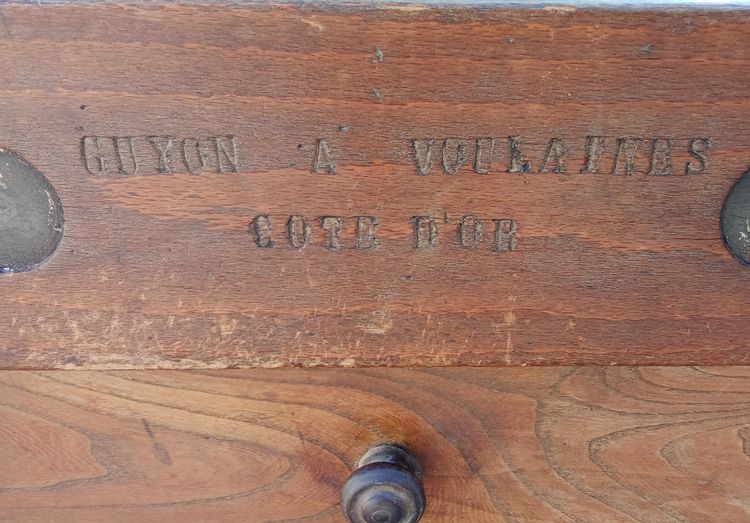 GUYON A VOULAINES
COTE D'OR